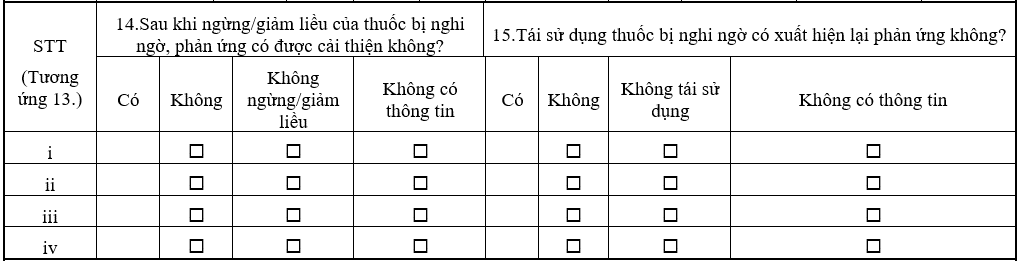 STT
(Tương
ứng 13.)
14.Sau khi ngừng/giảm liều của thuốc bị nghi
ngờ, phản ứng có được cải thiện không?
15.Tái sử dụng thuốc bị nghi ngờ có xuất hiện lại phản ứng không?
Có
Không
Không
ngừng/giảm
liều
Không có
thông tin
Có
Không
Không tái sử
dụng
Không có thông tin
i ☐ ☐ ☐ ☐ ☐ ☐
ii ☐ ☐ ☐ ☐ ☐ ☐
iii ☐ ☐ ☐ ☐ ☐ ☐
iv ☐ ☐ ☐ ☐ ☐ ☐